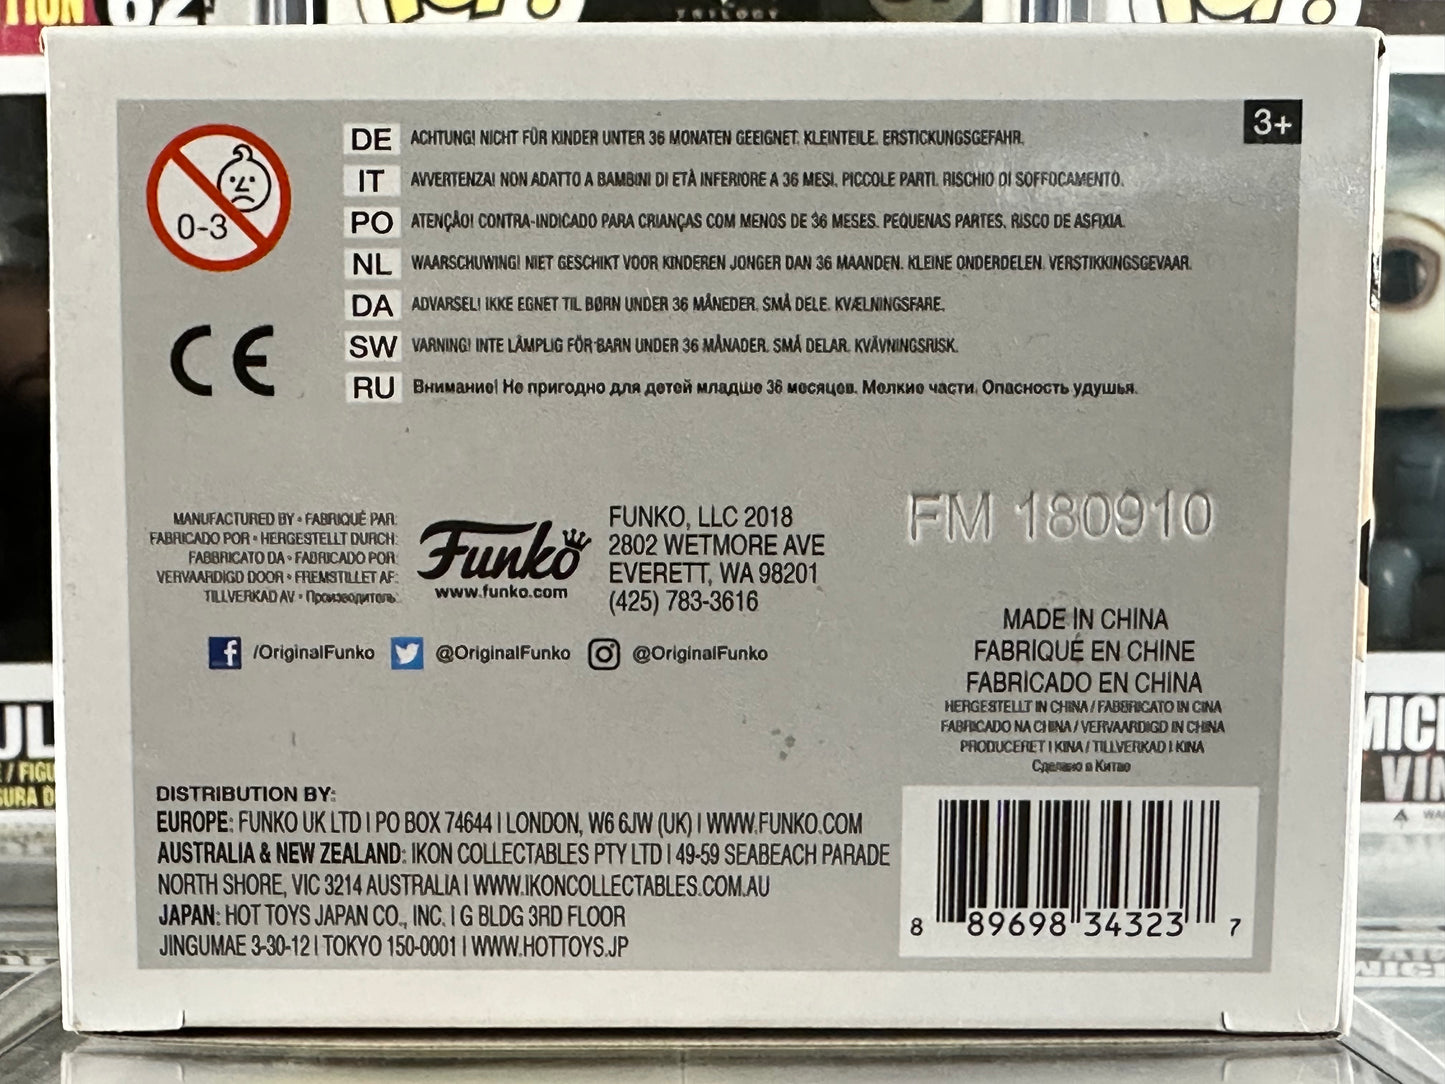 TRILOGY
3+
0-3
DE ACHTUNG! NICHT FÜR KINDER UNTER 36 MONATEN GEEIGNET. KLEINTEILE. ERSTICKUNGSGEFAHR.
IT AVVERTENZA! NON ADATTO A BAMBINI DI ETÀ INFERIORE A 36 MESI. PICCOLE PARTI. RISCHIO DI SOFFOCAMENTO.
PO ATENÇÃO! CONTRA-INDICADO PARA CRIANÇAS COM MENOS DE 36 MESES. PEQUENAS PARTES. RISCO DE ASFIXIA.
NL WAARSCHUWING! NIET GESCHIKT VOOR KINDEREN JONGER DAN 36 MAANDEN. KLEINE ONDERDELEN. VERSTIKKINGSGEVAAR.
DA ADVARSEL! IKKE EGNET TIL BØRN UNDER 36 MÅNEDER. SMÅ DELE. KVÆLNINGSFARE.
SW VARNING! INTE LÄMPLIG FÖR BARN UNDER 36 MÅNADER. SMÅ DELAR. KVÄVNINGSRISK.
RU Внимание! Не пригодно для детей младше 36 месяцев. Мелкие части. Опасность удушья.
CE
MANUFACTURED BY • FABRIQUÉ PAR:
FABRICADO POR • HERGESTELLT DURCH:
FABBRICATO DA • FABRICADO POR:
VERVAARDIGD DOOR • FREMSTILLET AF:
TILLVERKAD AV • Производитель:
Funko
www.funko.com
FUNKO, LLC 2018
2802 WETMORE AVE
EVERETT, WA 98201
(425) 783-3616
FM 180910
/OriginalFunko @OriginalFunko @OriginalFunko
MADE IN CHINA
FABRIQUÉ EN CHINE
FABRICADO EN CHINA
HERGESTELLT IN CHINA / FABBRICATO IN CINA
FABRICADO NA CHINA / VERVAARDIGD IN CHINA
PRODUCERET I KINA / TILLVERKAD I KINA
Сделано в Китае
DISTRIBUTION BY:
EUROPE: FUNKO UK LTD | PO BOX 74644 | LONDON, W6 6JW (UK) | WWW.FUNKO.COM
AUSTRALIA & NEW ZEALAND: IKON COLLECTABLES PTY LTD | 49-59 SEABEACH PARADE
NORTH SHORE, VIC 3214 AUSTRALIA | WWW.IKONCOLLECTABLES.COM.AU
JAPAN: HOT TOYS JAPAN CO., INC. | G BLDG 3RD FLOOR
JINGUMAE 3-30-12 | TOKYO 150-0001 | WWW.HOTTOYS.JP
8 89698 34323 7